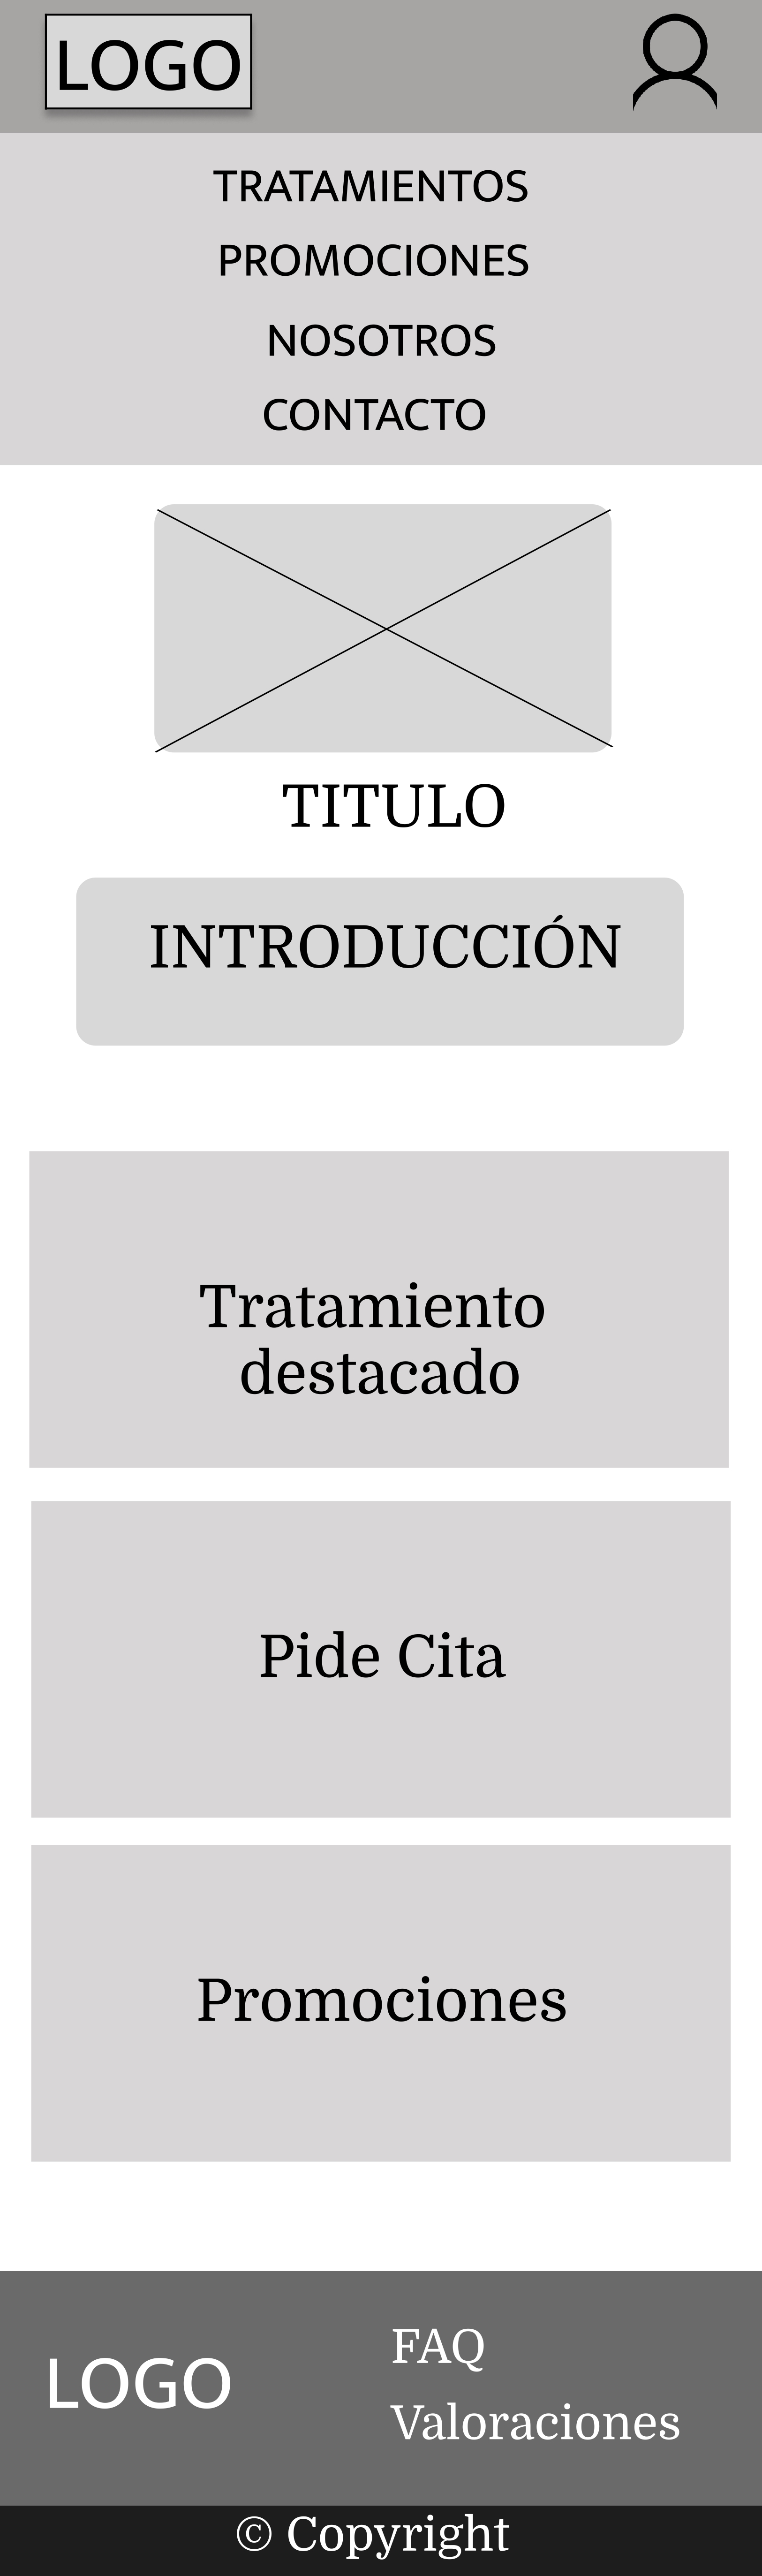 LOGO
TRATAMIENTOS
PROMOCIONES
NOSOTROS
CONTACTO
TITULO
INTRODUCCIÓN
Tratamiento
destacado
Pide Cita
Promociones
LOGO
FAQ
Valoraciones
© Copyright